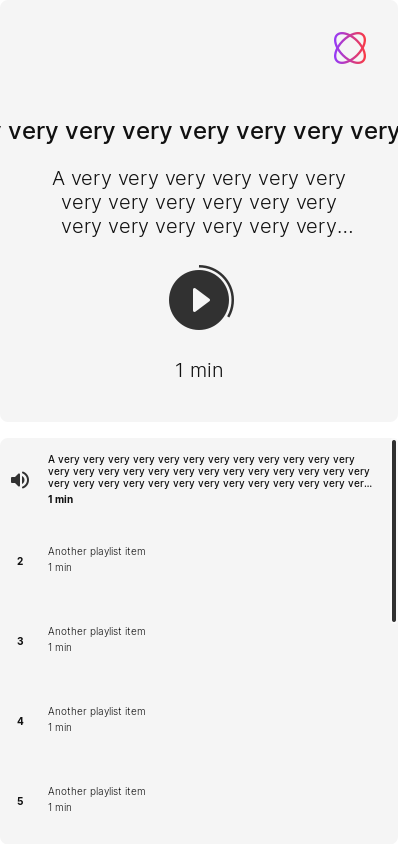 very very very very very very very
A very very very very very very
very very very very very very
very very very very very very...
1 min
A very very very very very very very very very very very
very very very very very very very very very very very very very
very very very very very very very very very very very very ver...
1 min
2
Another playlist item
1 min
3
Another playlist item
1 min
4
Another playlist item
1 min
5
Another playlist item
1 min